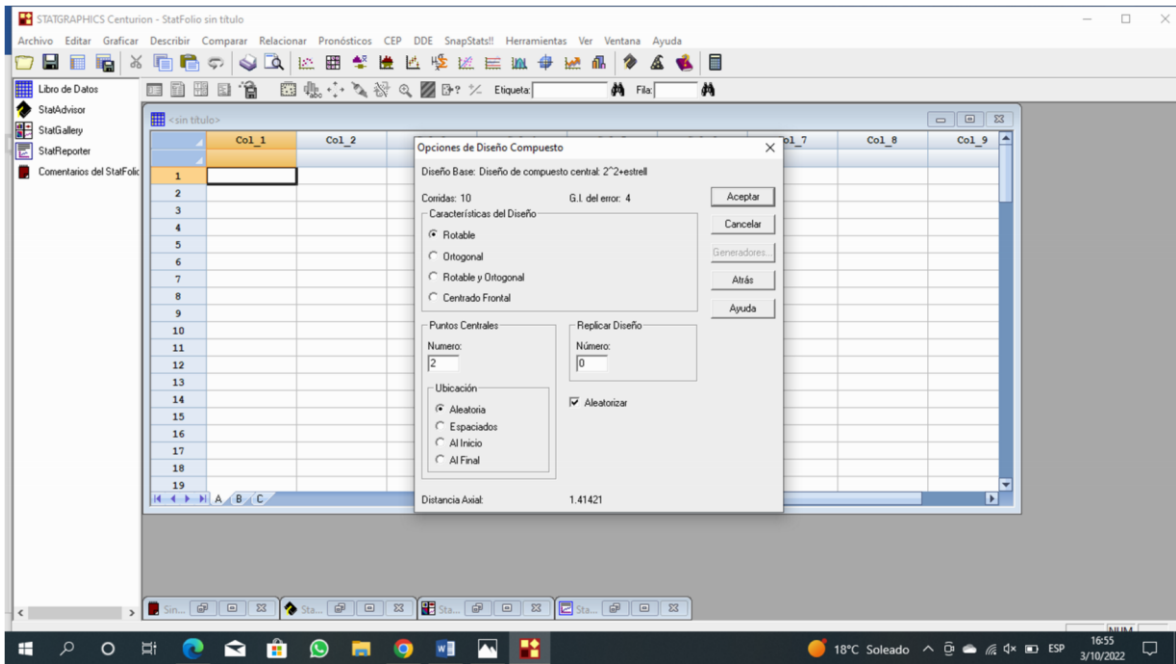 STATGRAPHICS Centurion - StatFolio sin título
Archivo Editar Graficar Describir Comparar Relacionar Pronósticos CEP DDE SnapStats!! Herramientas Ver Ventana Ayuda
Etiqueta: Fila:
Libro de Datos
StatAdvisor
StatGallery
StatReporter
Comentarios del StatFolio
<sin título>
Col_1 Col_2 Col_8 Col_9
1
2
3
4
5
6
7
8
9
10
11
12
13
14
15
16
17
18
19
A B C
Opciones de Diseño Compuesto
Diseño Base: Diseño de compuesto central: 2^2+estrell
Corridas: 10 G.l. del error: 4
Características del Diseño
Rotable
Ortogonal
Rotable y Ortogonal
Centrado Frontal
Aceptar
Cancelar
Generadores...
Atrás
Ayuda
Puntos Centrales
Numero:
2
Ubicación
Aleatoria
Espaciados
Al Inicio
Al Final
Replicar Diseño
Número:
0
Aleatorizar
Distancia Axial: 1.41421
Sin... Sta... Sta... Sta...
18°C Soleado ESP 16:55
3/10/2022